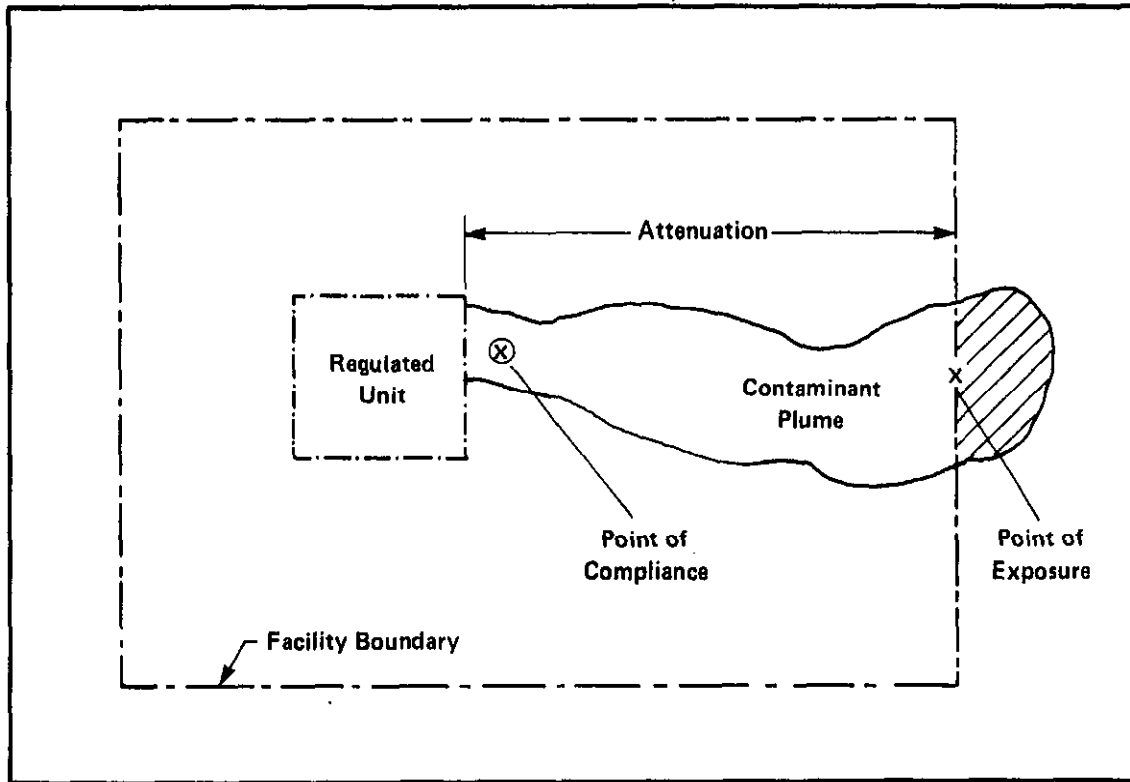 Attenuation
Regulated
Unit
X
Contaminant
Plume
X
Point of
Compliance
Point of
Exposure
Facility Boundary